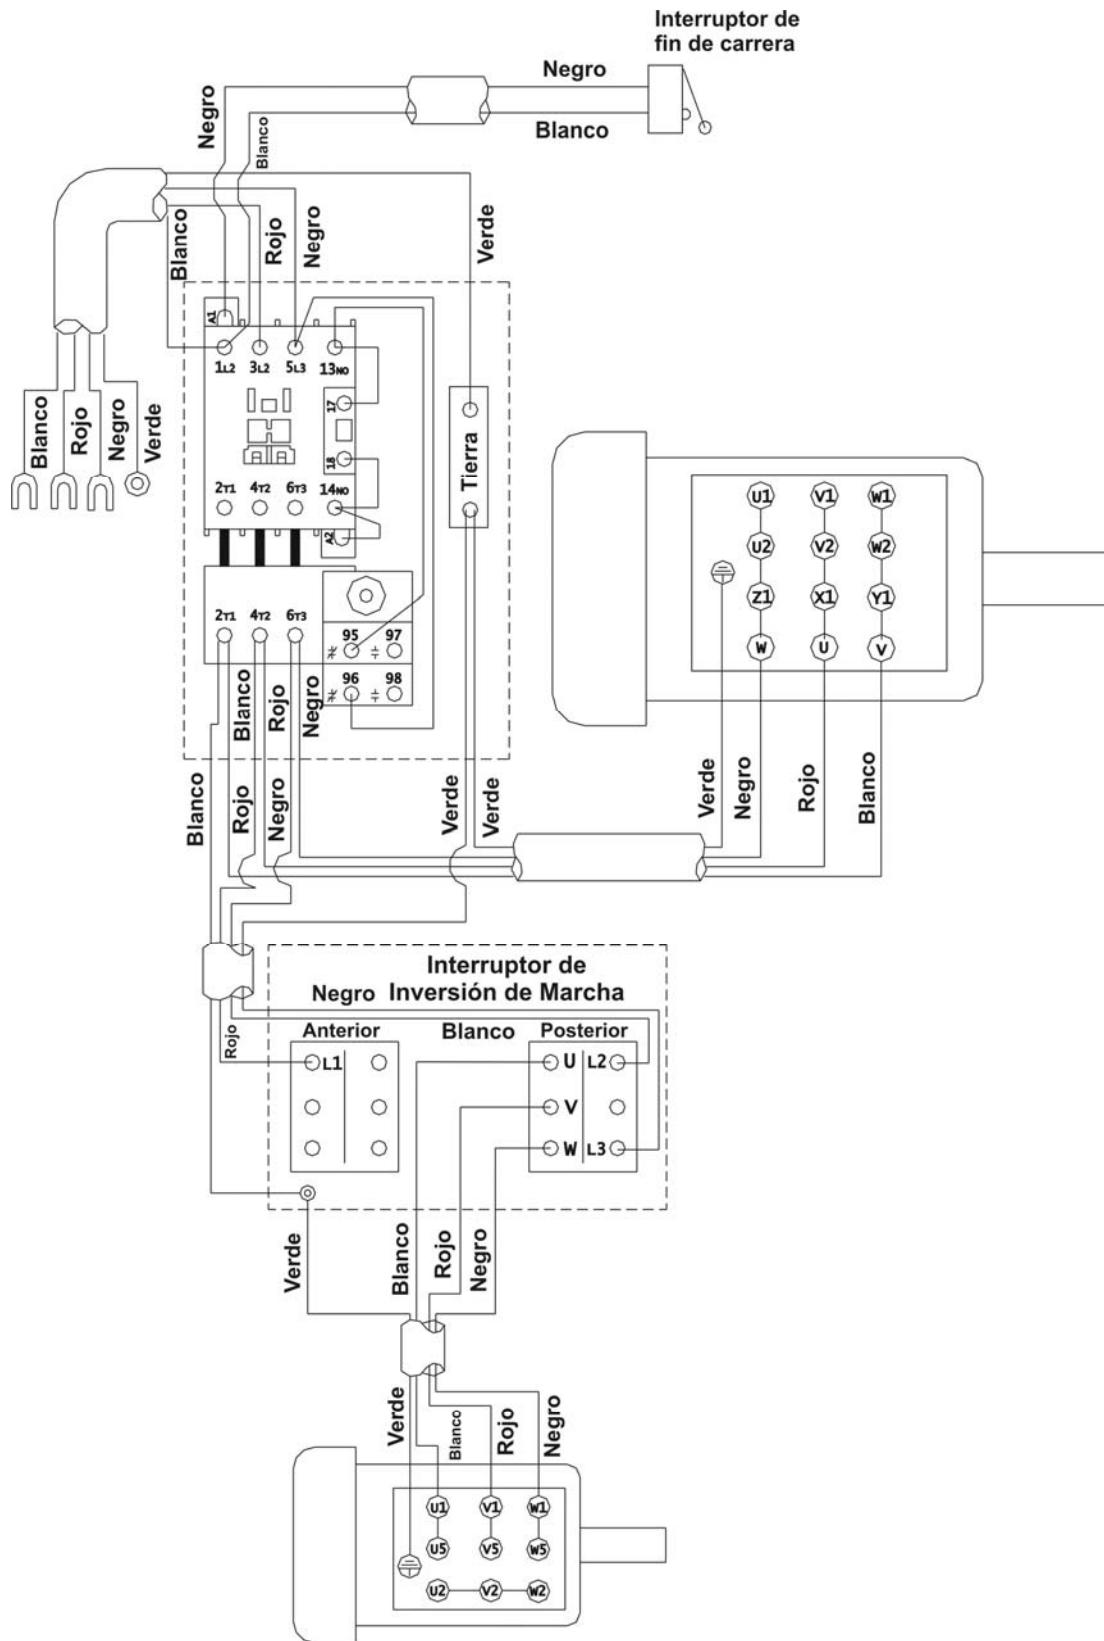 Interruptor de
fin de carrera
Negro
Blanco
Negro
Blanco
Blanco
Rojo
Negro
Verde
Blanco
Rojo
Negro
Verde
A1
1L2 3L2 5L3 13NO
17
18
2T1 4T2 6T3 14NO
A2
Tierra
2T1 4T2 6T3
95 97
96 98
U1 V1 W1
U2 V2 W2
Z1 X1 Y1
W U V
Blanco
Rojo
Negro
Blanco
Rojo
Negro
Verde
Verde
Verde
Negro
Rojo
Blanco
Interruptor de
Inversión de Marcha
Negro
Blanco
Rojo
Anterior
Posterior
L1
U L2
V
W L3
Verde
Blanco
Rojo
Negro
Verde
Blanco
Rojo
Negro
U1 V1 W1
U5 V5 W5
U2 V2 W2